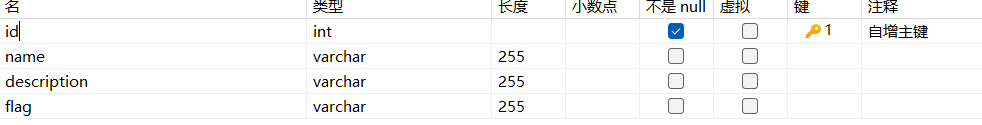 名 类型 长度 小数点 不是 null 虚拟 键 注释
id int 1 自增主键
name varchar 255
description varchar 255
flag varchar 255